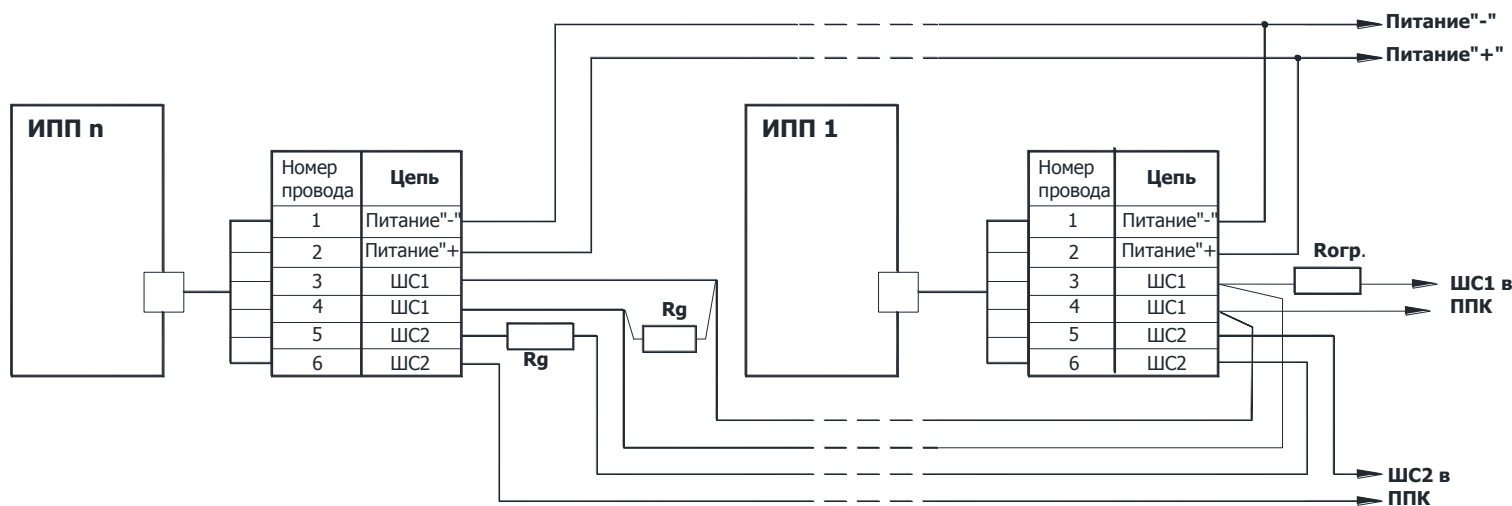 Питание"-"
Питание"+"
ИПП n
Номер провода
Цепь
1
Питание"-"
2
Питание"+
3
ШС1
4
ШС1
5
ШС2
6
ШС2
Rg
Rg
ИПП 1
Номер провода
Цепь
1
Питание"-"
2
Питание"+
3
ШС1
4
ШС1
5
ШС2
6
ШС2
Rогр.
ШС1 в
ППК
ШС2 в
ППК